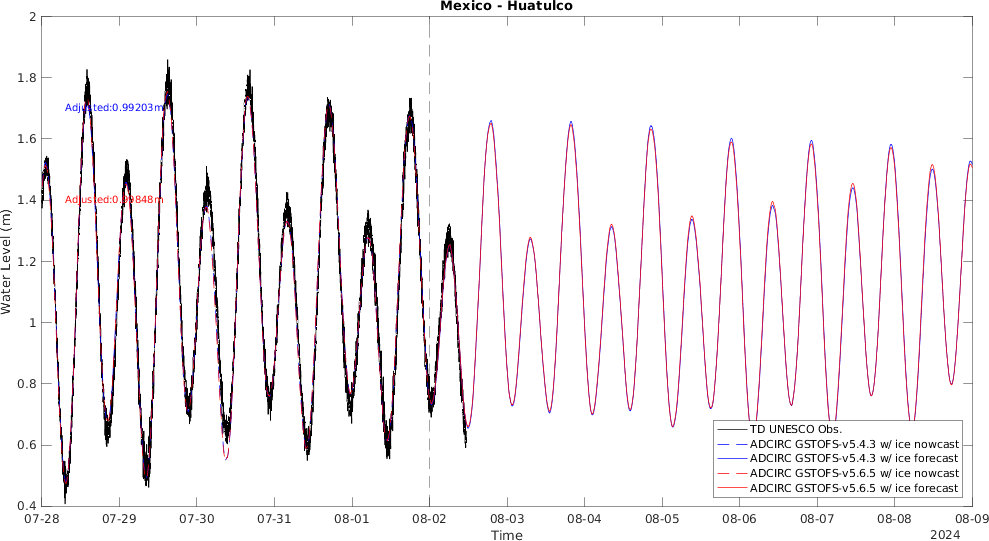 Mexico - Huatulco
2
1.8
1.6
1.4
1.2
1
0.8
0.6
0.4
Water Level (m)
Adjusted:0.99203m
Adjusted:0.99848m
TD UNESCO Obs.
ADCIRC GSTOFS-v5.4.3 w/ ice nowcast
ADCIRC GSTOFS-v5.4.3 w/ ice forecast
ADCIRC GSTOFS-v5.6.5 w/ ice nowcast
ADCIRC GSTOFS-v5.6.5 w/ ice forecast
07-28 07-29 07-30 07-31 08-01 08-02 08-03 08-04 08-05 08-06 08-07 08-08 08-09
Time
2024